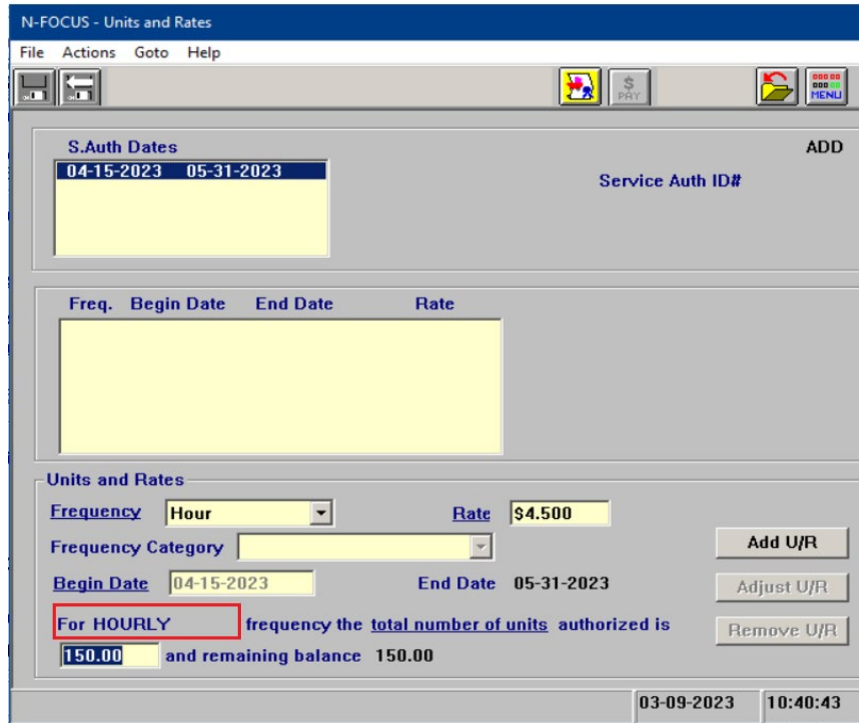 N-FOCUS - Units and Rates
File Actions Goto Help
$ PAY
MENU
S.Auth Dates
ADD
04-15-2023 05-31-2023
Service Auth ID#
Freq. Begin Date End Date Rate
Units and Rates
Frequency Hour Rate $4.500
Frequency Category
Add U/R
Begin Date 04-15-2023 End Date 05-31-2023
Adjust U/R
For HOURLY frequency the total number of units authorized is
Remove U/R
150.00 and remaining balance 150.00
03-09-2023 10:40:43